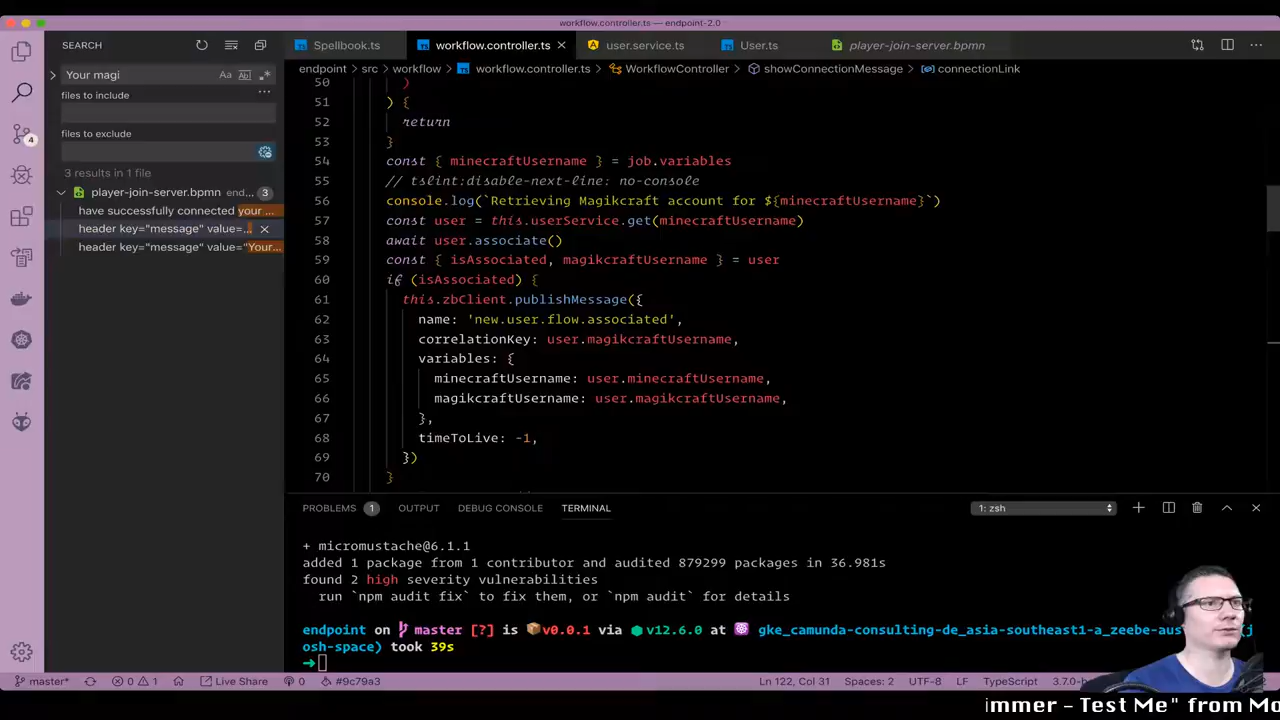 workflow.controller.ts — endpoint-2.0
SEARCH
Spellbook.ts
workflow.controller.ts
user.service.ts
User.ts
player-join-server.bpmn
endpoint > src > workflow > workflow.controller.ts > WorkflowController > showConnectionMessage > connectionLink
Your magi
files to include
files to exclude
3 results in 1 file
player-join-server.bpmn end... 3
have successfully connected your ...
header key="message" value=...
header key="message" value="Your...
50 )
51 ) {
52 return
53 }
54 const { minecraftUsername } = job.variables
55 // tslint:disable-next-line: no-console
56 console.log(`Retrieving Magikcraft account for ${minecraftUsername}`)
57 const user = this.userService.get(minecraftUsername)
58 await user.associate()
59 const { isAssociated, magikcraftUsername } = user
60 if (isAssociated) {
61 this.zbClient.publishMessage({
62 name: 'new.user.flow.associated',
63 correlationKey: user.magikcraftUsername,
64 variables: {
65 minecraftUsername: user.minecraftUsername,
66 magikcraftUsername: user.magikcraftUsername,
67 },
68 timeToLive: -1,
69 })
70 }
PROBLEMS 1 OUTPUT DEBUG CONSOLE TERMINAL
1: zsh
+ micromustache@6.1.1
added 1 package from 1 contributor and audited 879299 packages in 36.981s
found 2 high severity vulnerabilities
run `npm audit fix` to fix them, or `npm audit` for details
endpoint on master [?] is v0.0.1 via v12.6.0 at gke_camunda-consulting-de_asia-southeast1-a_zeebe-aus (j
osh-space) took 39s
master* 0 1 Live Share 0 #9c79a3
Ln 122, Col 31 Spaces: 2 UTF-8 LF TypeScript 3.7.0-b
immer - Test Me" from Mo